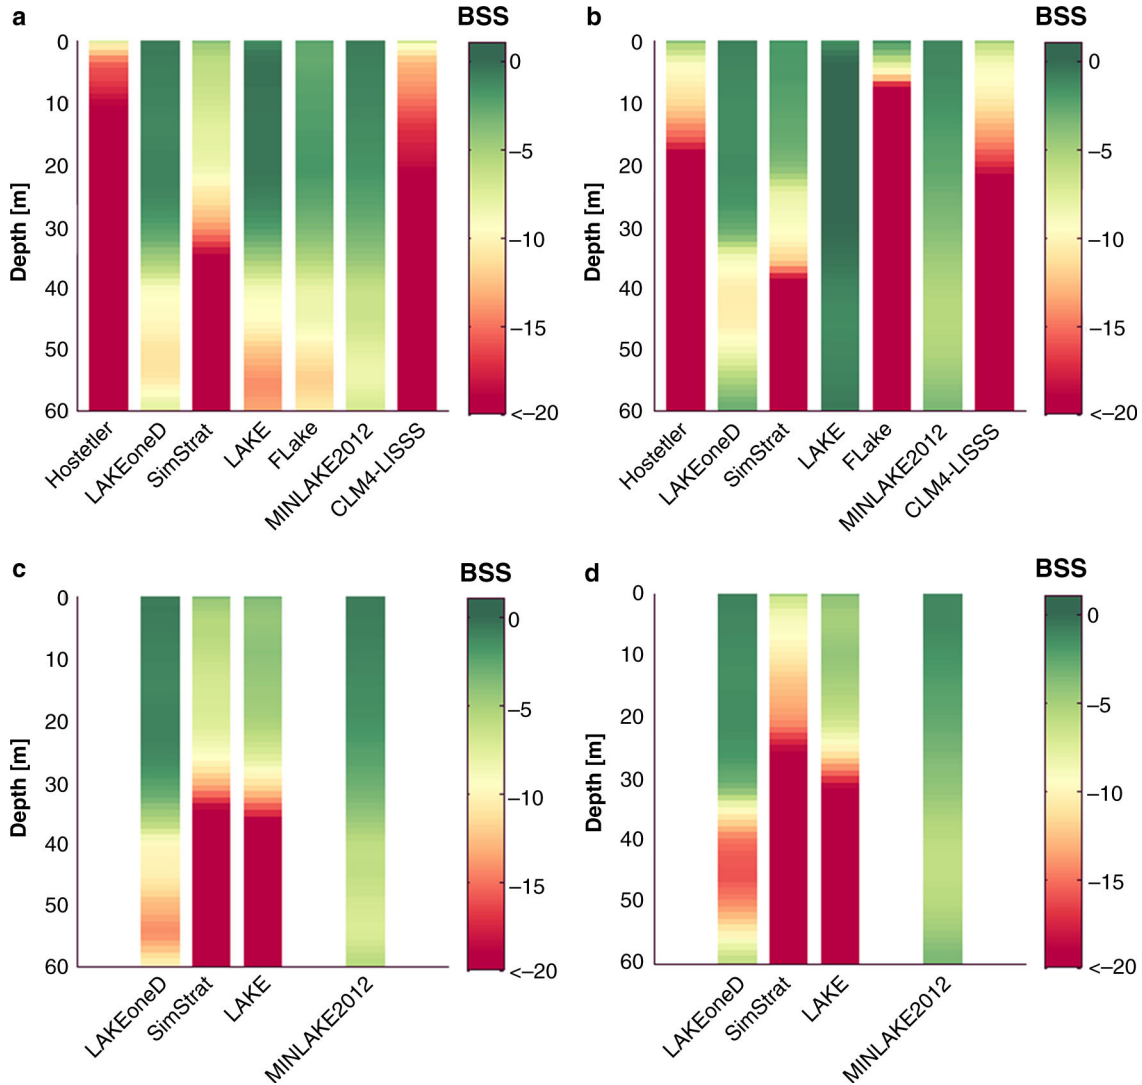 a
BSS
0
10
20
30
40
50
60
Depth [m]
0
–5
–10
–15
<–20
Hostetler
LAKEoneD
SimStrat
LAKE
FLake
MINLAKE2012
CLM4-LISSS
b
BSS
0
10
20
30
40
50
60
Depth [m]
0
–5
–10
–15
<–20
Hostetler
LAKEoneD
SimStrat
LAKE
FLake
MINLAKE2012
CLM4-LISSS
c
BSS
0
10
20
30
40
50
60
Depth [m]
0
–5
–10
–15
<–20
LAKEoneD
SimStrat
LAKE
MINLAKE2012
d
BSS
0
10
20
30
40
50
60
Depth [m]
0
–5
–10
–15
<–20
LAKEoneD
SimStrat
LAKE
MINLAKE2012